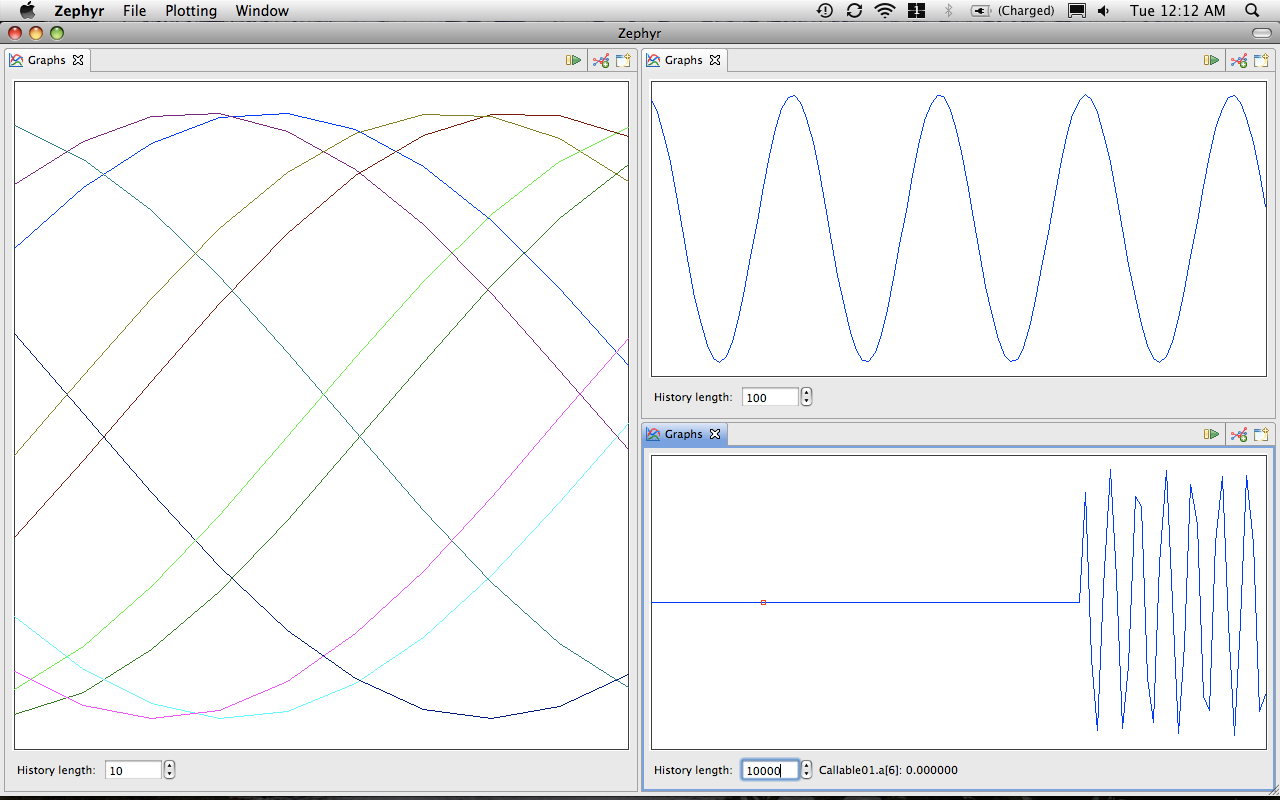 Zephyr File Plotting Window 1 (Charged) Tue 12:12 AM
Zephyr
Graphs
History length: 10
Graphs
History length: 100
Graphs
History length: 10000 Callable01.a[6]: 0.000000